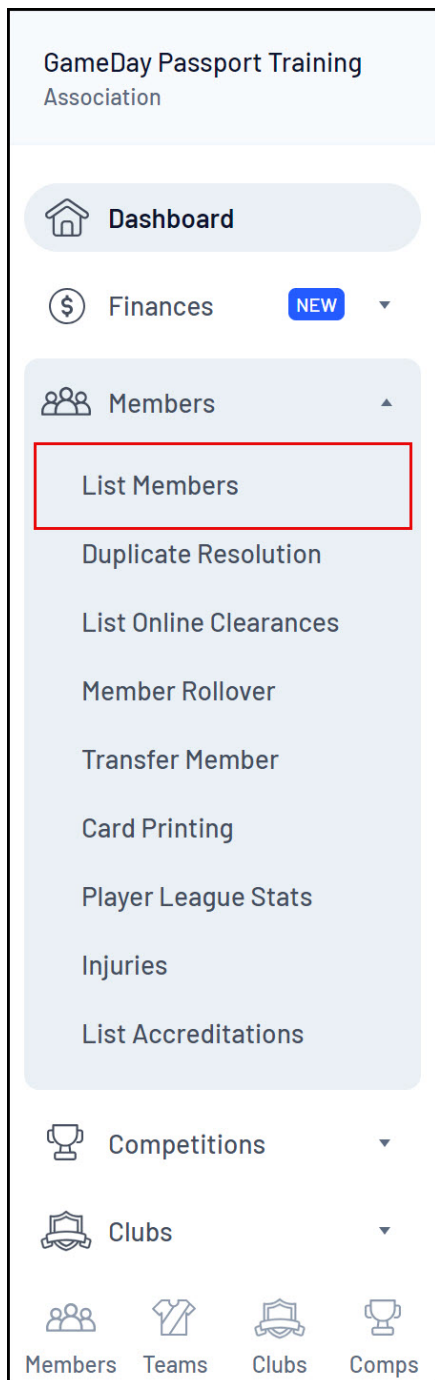 GameDay Passport Training
Association
Dashboard
Finances NEW
Members
List Members
Duplicate Resolution
List Online Clearances
Member Rollover
Transfer Member
Card Printing
Player League Stats
Injuries
List Accreditations
Competitions
Clubs
Members Teams Clubs Comps